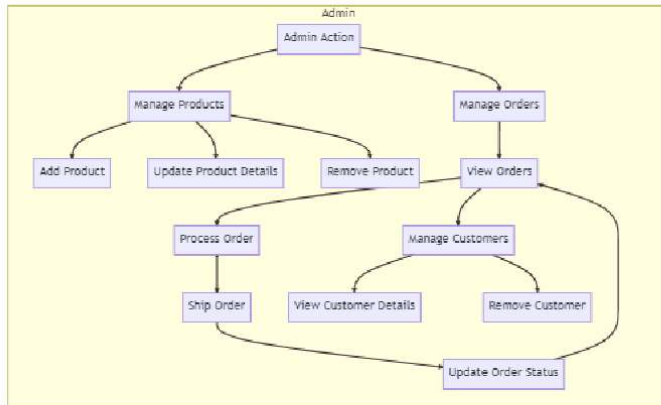 Admin
Admin Action
Manage Products
Manage Orders
Add Product
Update Product Details
Remove Product
View Orders
Process Order
Manage Customers
Ship Order
View Customer Details
Remove Customer
Update Order Status